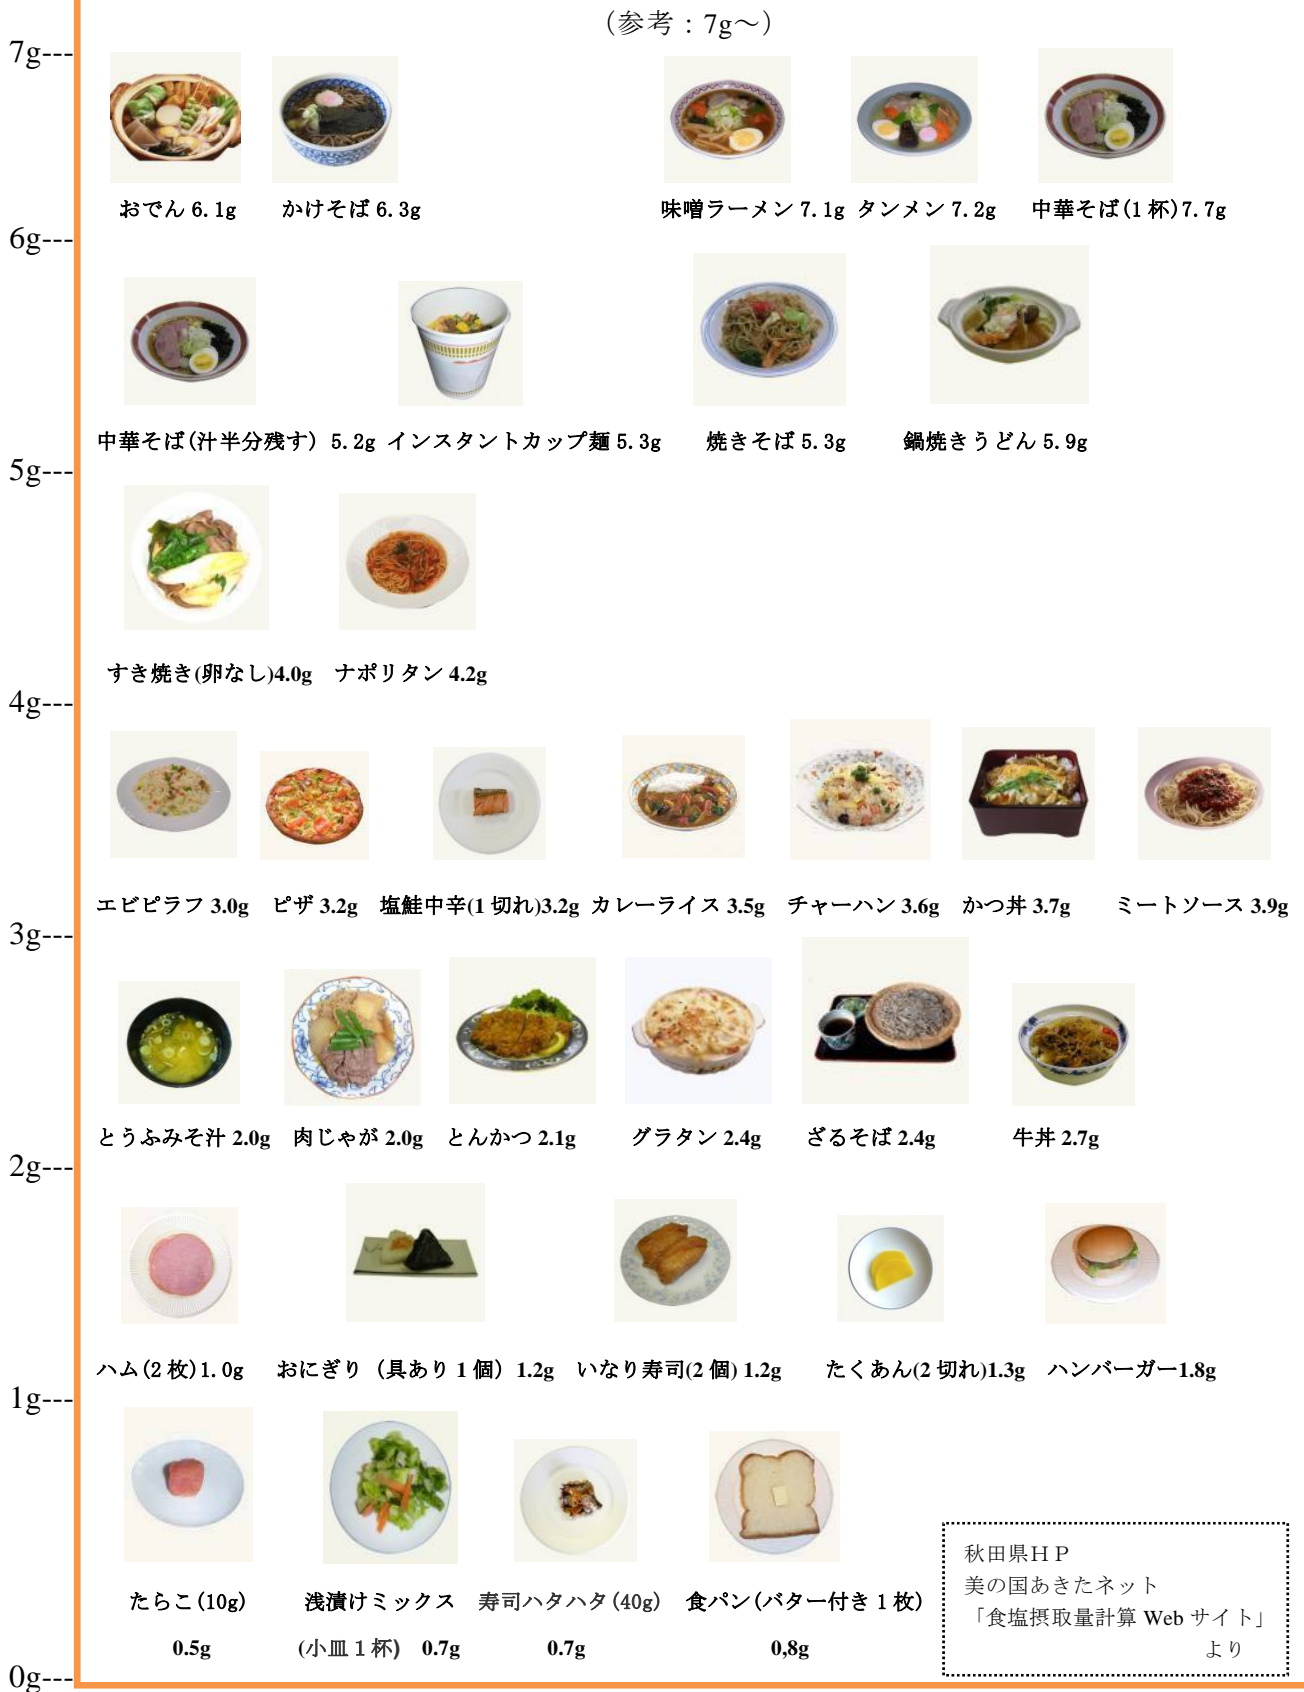 (参考：7g～)
7g---
おでん 6.1g かけそば 6.3g 味噌ラーメン 7.1g タンメン 7.2g 中華そば(1 杯)7.7g
6g---
中華そば(汁半分残す) 5.2g インスタントカップ麺 5.3g 焼きそば 5.3g 鍋焼きうどん 5.9g
5g---
すき焼き(卵なし)4.0g ナポリタン 4.2g
4g---
エビピラフ 3.0g ピザ 3.2g 塩鮭中辛(1 切れ)3.2g カレーライス 3.5g チャーハン 3.6g かつ丼 3.7g ミートソース 3.9g
3g---
とうふみそ汁 2.0g 肉じゃが 2.0g とんかつ 2.1g グラタン 2.4g ざるそば 2.4g 牛丼 2.7g
2g---
ハム(2 枚)1.0g おにぎり（具あり 1 個）1.2g いなり寿司(2 個) 1.2g たくあん(2 切れ)1.3g ハンバーガー1.8g
1g---
たらこ(10g) 浅漬けミックス 寿司ハタハタ(40g) 食パン(バター付き 1 枚)
0.5g (小皿 1 杯) 0.7g 0.7g 0,8g
秋田県ＨＰ
美の国あきたネット
「食塩摂取量計算 Web サイト」
より
0g---